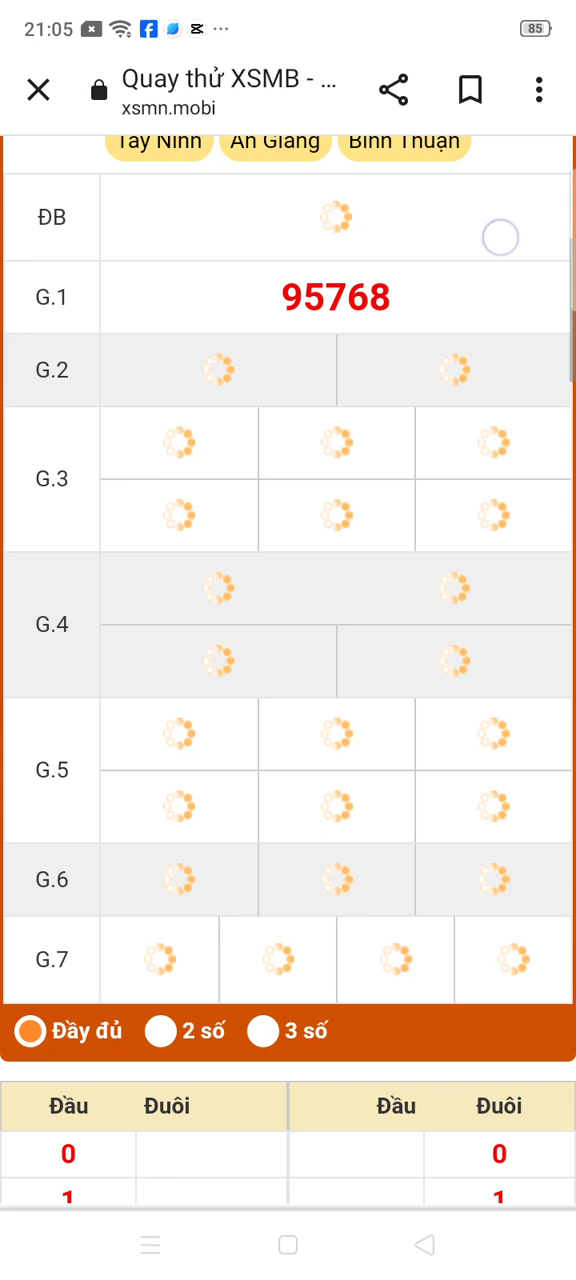 21:05 85
Quay thử XSMB - ...
xsmn.mobi
Tây Ninh An Giang Bình Thuận
ĐB
G.1 95768
G.2
G.3
G.4
G.5
G.6
G.7
Đầy đủ 2 số 3 số
Đầu Đuôi Đầu Đuôi
0 0
1 1